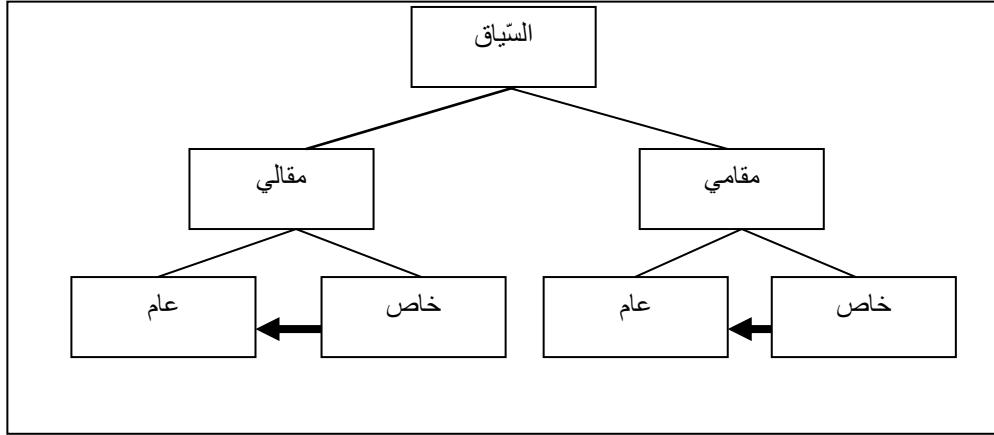 السّياق
مقامي
مقالي
خاص
عام
خاص
عام